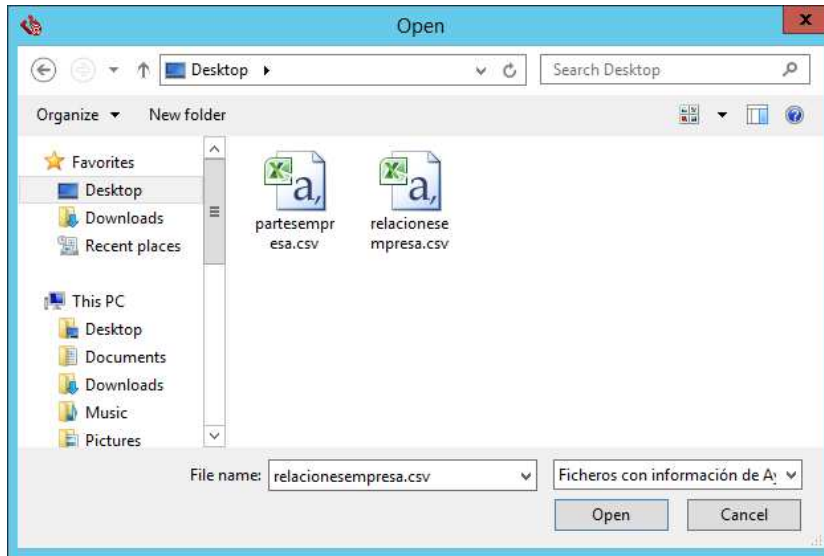 Open
x
Desktop
Search Desktop
Organize
New folder
Favorites
Desktop
Downloads
Recent places
This PC
Desktop
Documents
Downloads
Music
Pictures
a,
partesempr
esa.csv
a,
relacionese
mpresa.csv
File name:
relacionesempresa.csv
Ficheros con información de
Open
Cancel